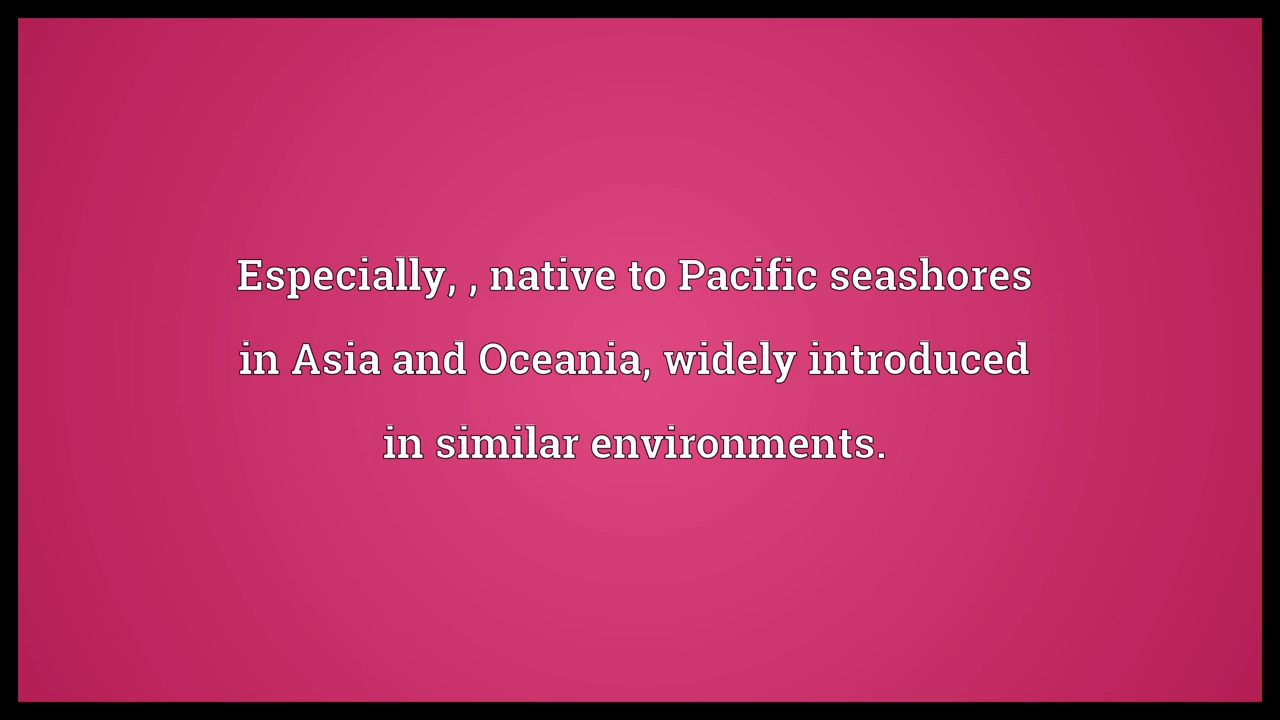 Especially, , native to Pacific seashores
in Asia and Oceania, widely introduced
in similar environments.